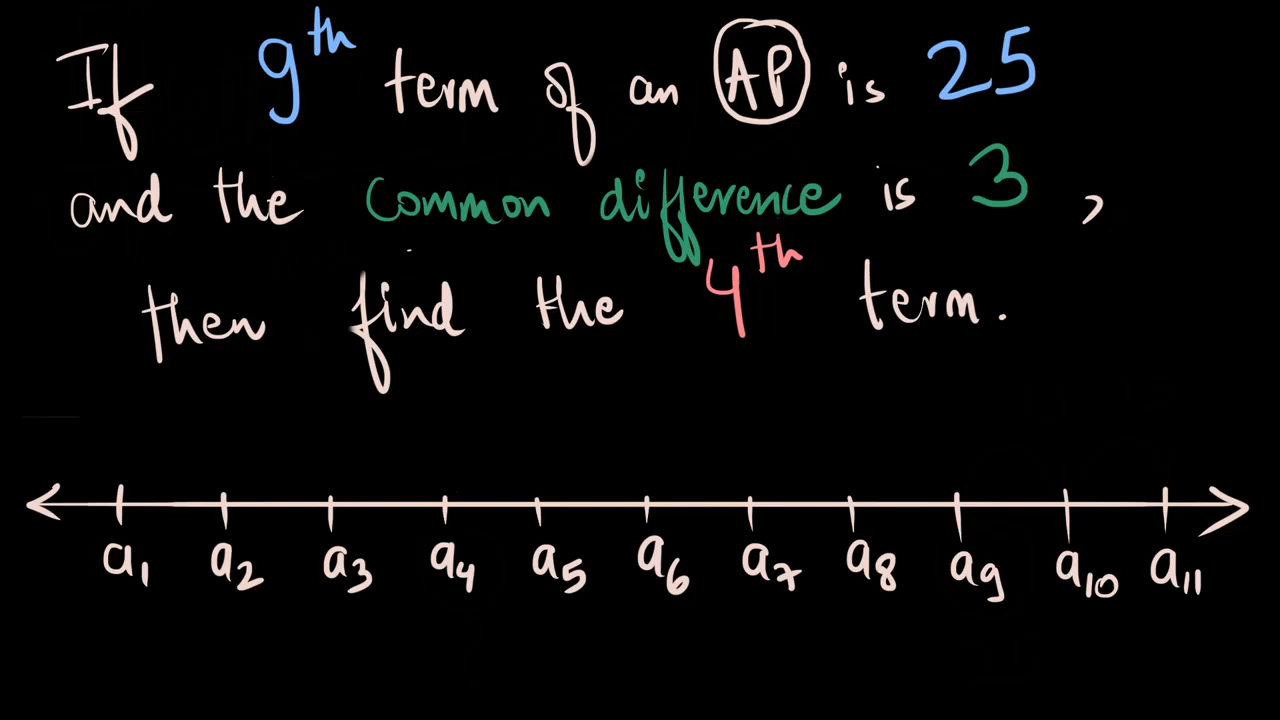 If 9th term of an AP is 25
and the common difference is 3,
then find the 4th term.
a1 a2 a3 a4 a5 a6 a7 a8 a9 a10 a11